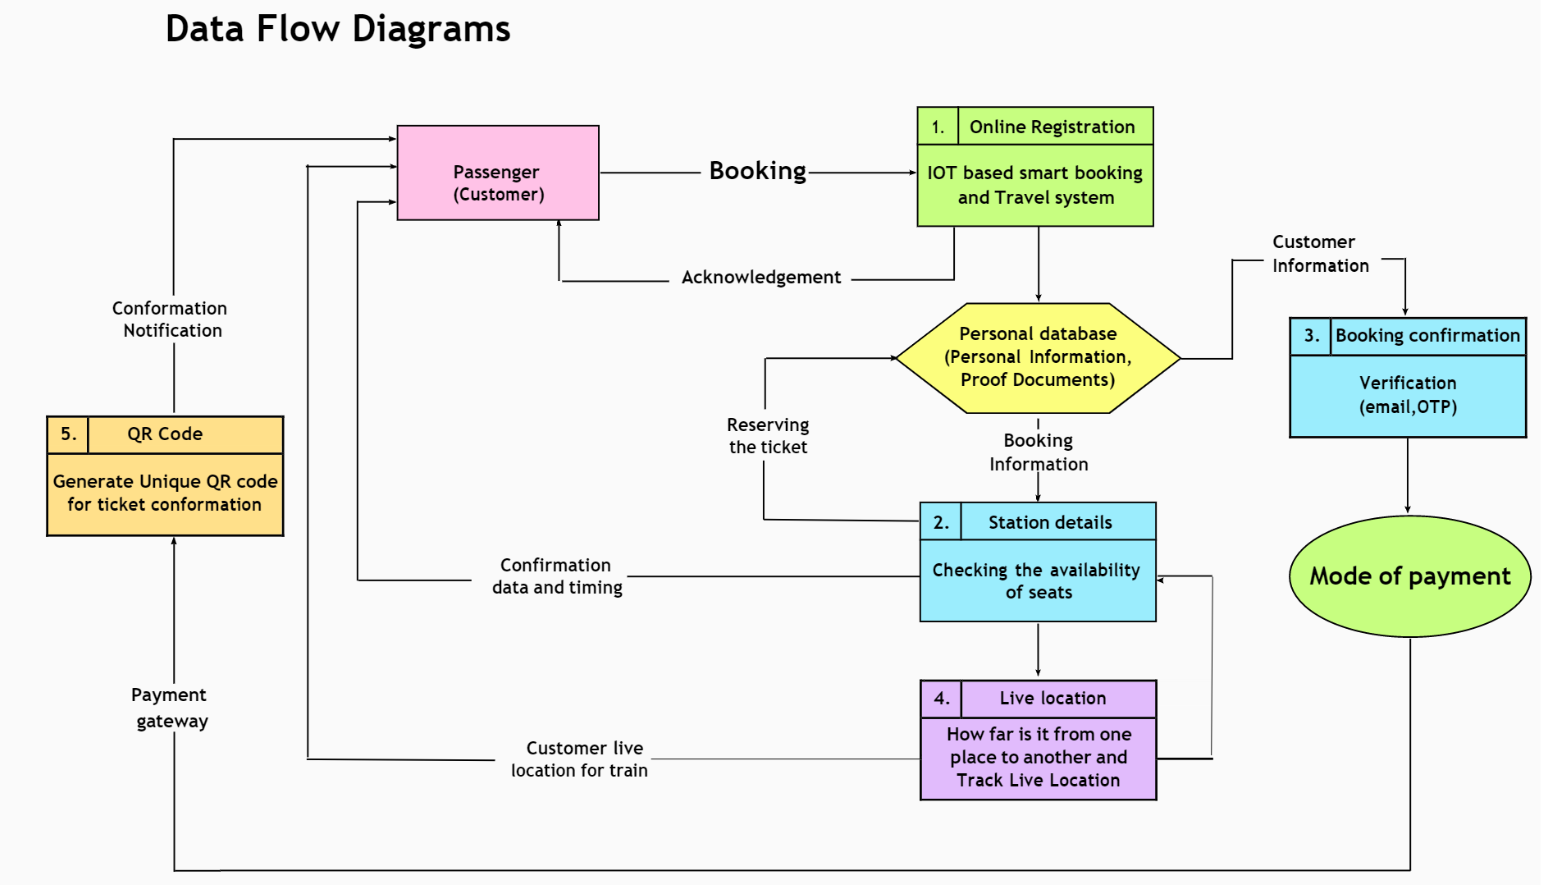 Data Flow Diagrams
Passenger
(Customer)
Booking
1. Online Registration
IOT based smart booking
and Travel system
Acknowledgement
Customer
Information
Conformation
Notification
Personal database
(Personal Information,
Proof Documents)
3. Booking confirmation
Verification
(email,OTP)
Reserving
the ticket
Booking
Information
5. QR Code
Generate Unique QR code
for ticket conformation
2. Station details
Checking the availability
of seats
Confirmation
data and timing
Mode of payment
Payment
gateway
4. Live location
How far is it from one
place to another and
Track Live Location
Customer live
location for train